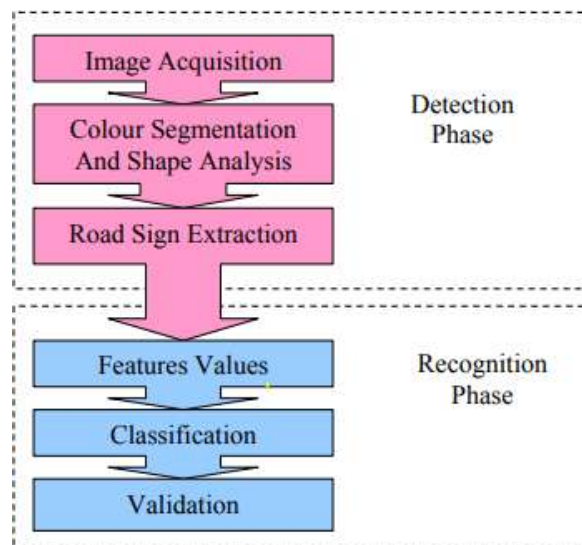 Image Acquisition
Colour Segmentation
And Shape Analysis
Road Sign Extraction
Detection
Phase
Features Values
Classification
Validation
Recognition
Phase